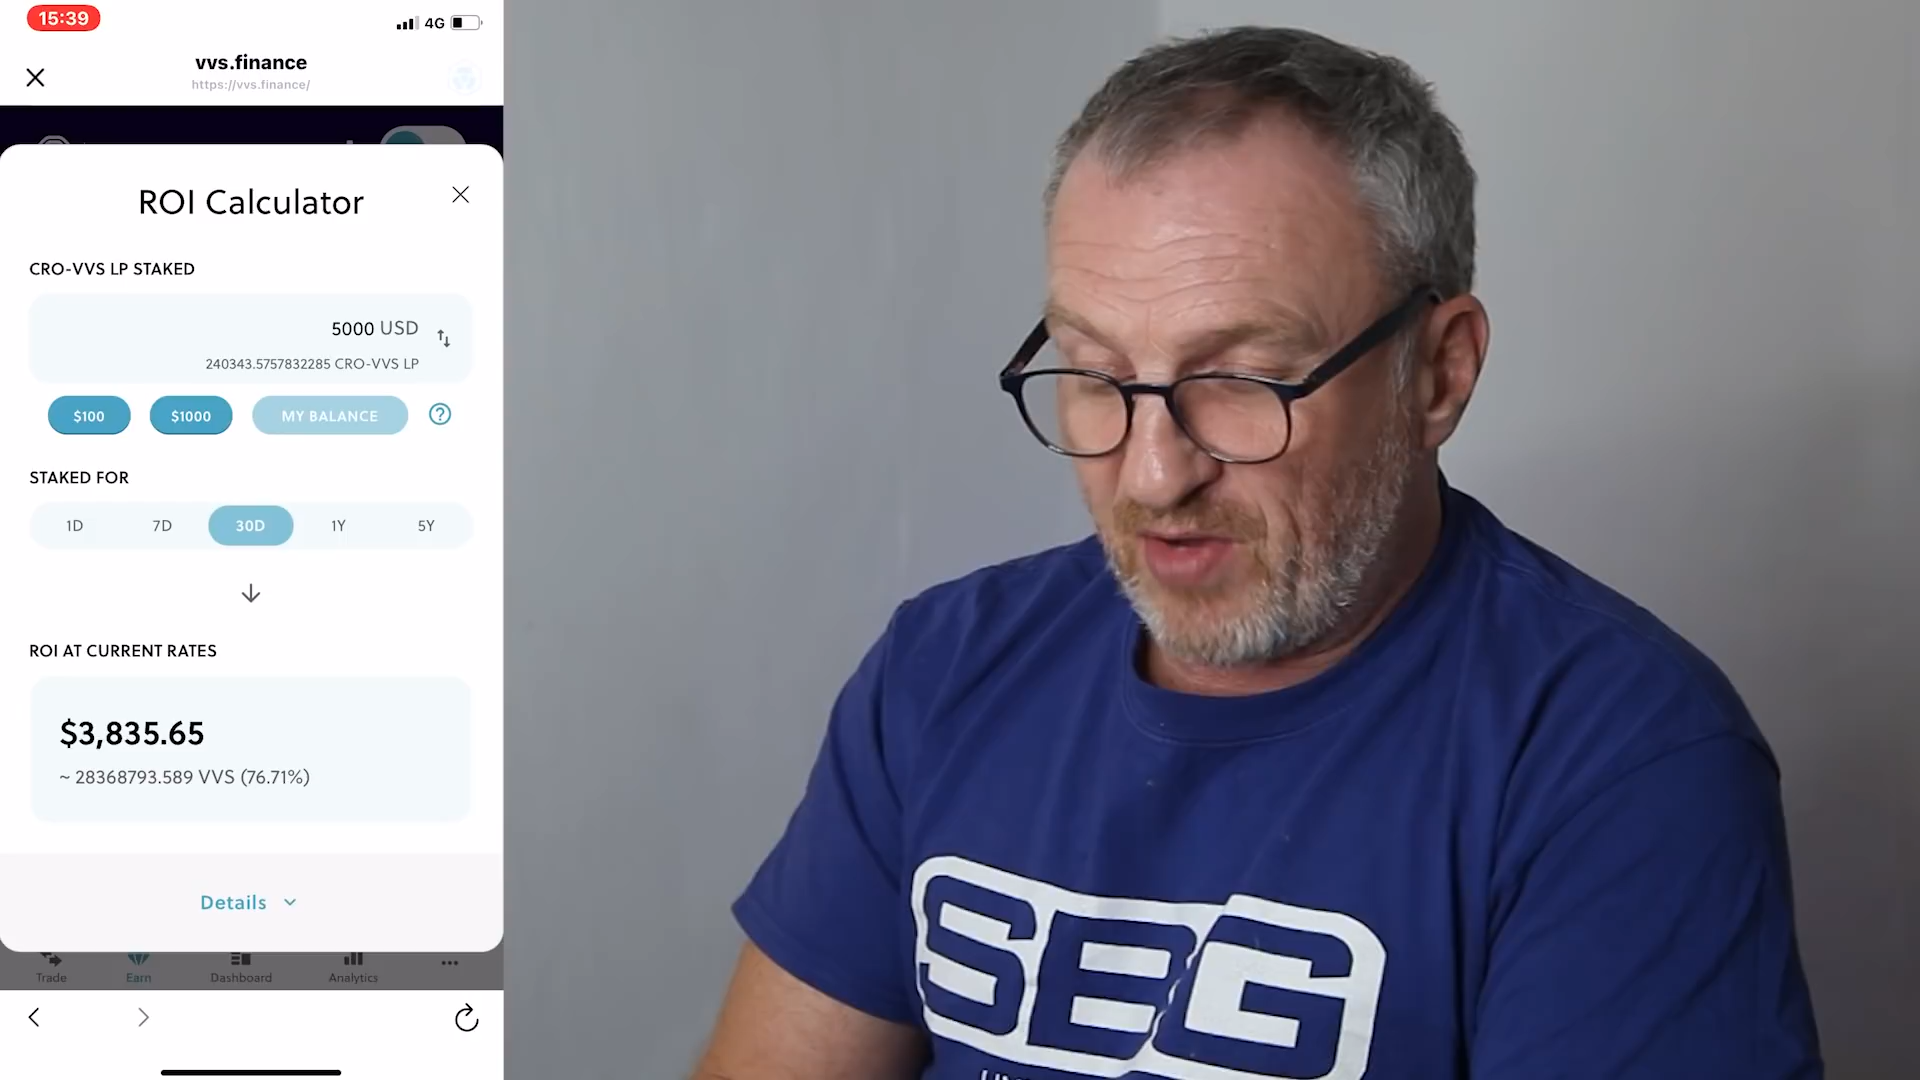 15:39
4G
vvs.finance
https://vvs.finance/
ROI Calculator
CRO-VVS LP STAKED
5000 USD
240343.5757832285 CRO-VVS LP
$100
$1000
MY BALANCE
?
STAKED FOR
1D
7D
30D
1Y
5Y
ROI AT CURRENT RATES
$3,835.65
~ 28368793.589 VVS (76.71%)
Details
Trade
Earn
Dashboard
Analytics
SBG